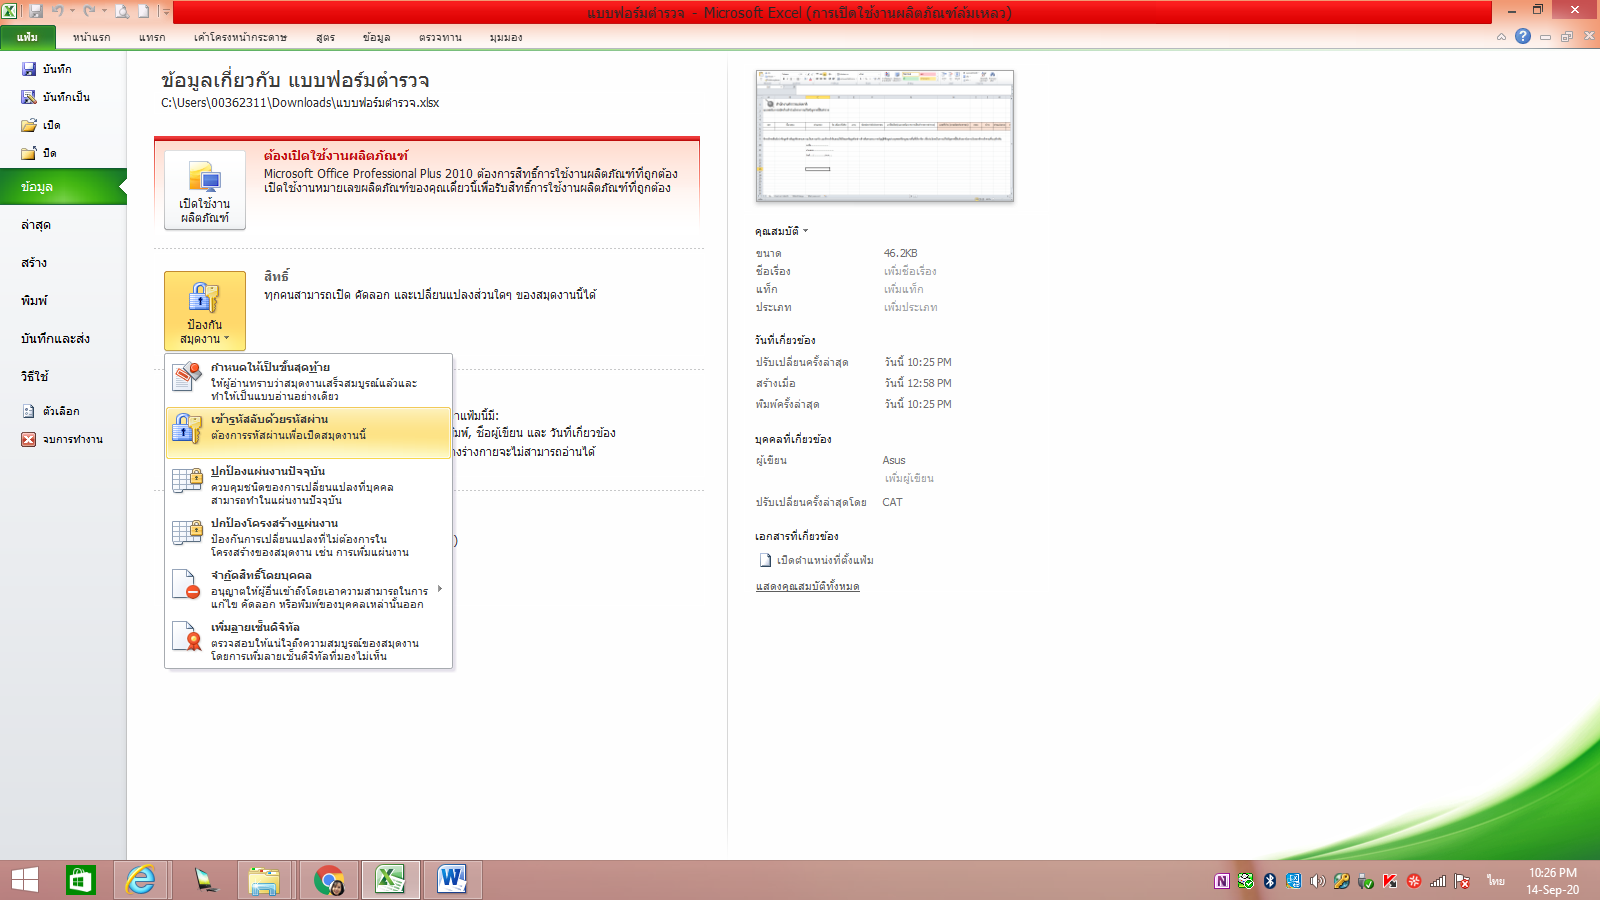 แบบฟอร์มตำรวจ - Microsoft Excel (การเปิดใช้งานผลิตภัณฑ์ล้มเหลว)
แฟ้ม หน้าแรก แทรก เค้าโครงหน้ากระดาษ สูตร ข้อมูล ตรวจทาน มุมมอง
บันทึก
บันทึกเป็น
เปิด
ปิด
ข้อมูล
ล่าสุด
สร้าง
พิมพ์
บันทึกและส่ง
วิธีใช้
ตัวเลือก
จบการทำงาน
ข้อมูลเกี่ยวกับ แบบฟอร์มตำรวจ
C:\Users\00362311\Downloads\แบบฟอร์มตำรวจ.xlsx
เปิดใช้งาน
ผลิตภัณฑ์
ต้องเปิดใช้งานผลิตภัณฑ์
Microsoft Office Professional Plus 2010 ต้องการสิทธิ์การใช้งานผลิตภัณฑ์ที่ถูกต้อง
เปิดใช้งานหมายเลขผลิตภัณฑ์ของคุณเดี๋ยวนี้เพื่อรับสิทธิ์การใช้งานผลิตภัณฑ์ที่ถูกต้อง
ป้องกัน
สมุดงาน
สิทธิ์
ทุกคนสามารถเปิด คัดลอก และเปลี่ยนแปลงส่วนใดๆ ของสมุดงานนี้ได้
กำหนดให้เป็นขั้นสุดท้าย
ให้ผู้อ่านทราบว่าสมุดงานเสร็จสมบูรณ์แล้วและ
ทำให้เป็นแบบอ่านอย่างเดียว
เข้ารหัสลับด้วยรหัสผ่าน
ต้องการรหัสผ่านเพื่อเปิดสมุดงานนี้
ปกป้องแผ่นงานปัจจุบัน
ควบคุมชนิดของการเปลี่ยนแปลงที่บุคคล
สามารถทำในแผ่นงานปัจจุบัน
ปกป้องโครงสร้างแผ่นงาน
ป้องกันการเปลี่ยนแปลงที่ไม่ต้องการใน
โครงสร้างของสมุดงาน เช่น การเพิ่มแผ่นงาน
จำกัดสิทธิ์โดยบุคคล
อนุญาตให้ผู้อื่นเข้าถึงโดยเอาความสามารถในการ
แก้ไข คัดลอก หรือพิมพ์ของบุคคลเหล่านั้นออก
เพิ่มลายเซ็นดิจิทัล
ตรวจสอบให้แน่ใจถึงความสมบูรณ์ของสมุดงาน
โดยการเพิ่มลายเซ็นดิจิทัลที่มองไม่เห็น
าแฟ้มนี้มี:
มพ์, ชื่อผู้เขียน และ วันที่เกี่ยวข้อง
างร่างกายจะไม่สามารถอ่านได้
)
คุณสมบัติ
ขนาด 46.2KB
ชื่อเรื่อง เพิ่มชื่อเรื่อง
แท็ก เพิ่มแท็ก
ประเภท เพิ่มประเภท
วันที่เกี่ยวข้อง
ปรับเปลี่ยนครั้งล่าสุด วันนี้ 10:25 PM
สร้างเมื่อ วันนี้ 12:58 PM
พิมพ์ครั้งล่าสุด วันนี้ 10:25 PM
บุคคลที่เกี่ยวข้อง
ผู้เขียน Asus
เพิ่มผู้เขียน
ปรับเปลี่ยนครั้งล่าสุดโดย CAT
เอกสารที่เกี่ยวข้อง
เปิดตำแหน่งที่ตั้งแฟ้ม
แสดงคุณสมบัติทั้งหมด
ไทย
10:26 PM
14-Sep-20